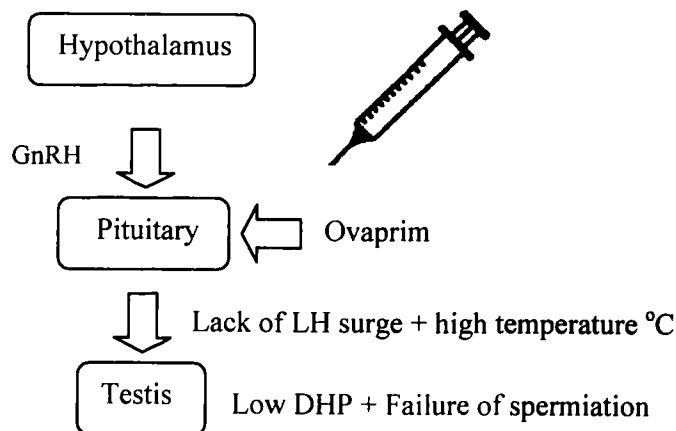 Hypothalamus
GnRH
Pituitary
Ovaprim
Lack of LH surge + high temperature °C
Testis
Low DHP + Failure of spermiation